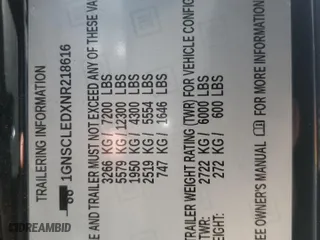 TRAILERING INFORMATION
1GNSCLEDXNR218616
LE AND TRAILER MUST NOT EXCEED ANY OF THESE VA
3266 KG/ 7200 LBS
5579 KG/12300 LBS
1950 KG/ 4300 LBS
2519 KG/ 5554 LBS
747 KG/ 1646 LBS
TRAILER WEIGHT RATING (TWR) FOR VEHICLE CONFIG
TWR: 2722 KG/ 6000 LBS
EIGHT: 272 KG/ 600 LBS
EE OWNER'S MANUAL FOR MORE INFORMATION
DREAMBID